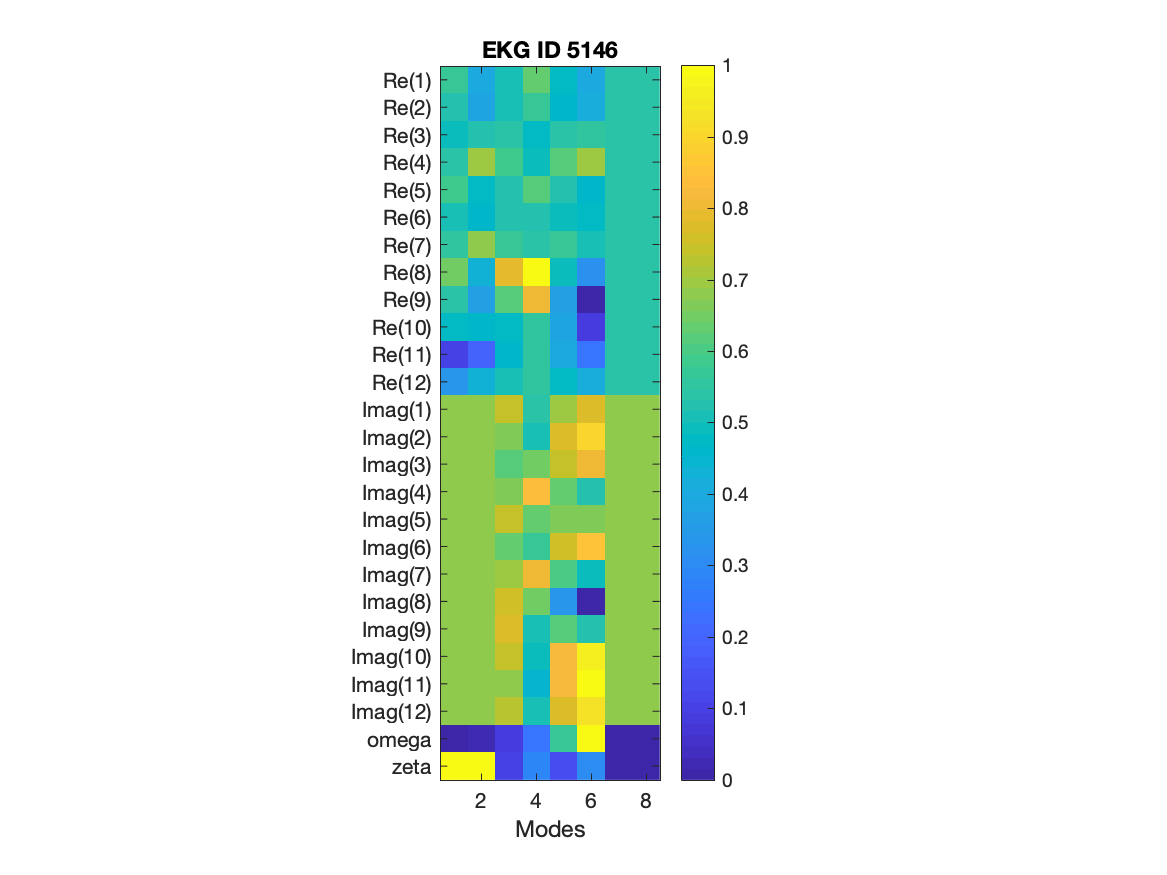 EKG ID 5146
Re(1)
Re(2)
Re(3)
Re(4)
Re(5)
Re(6)
Re(7)
Re(8)
Re(9)
Re(10)
Re(11)
Re(12)
Imag(1)
Imag(2)
Imag(3)
Imag(4)
Imag(5)
Imag(6)
Imag(7)
Imag(8)
Imag(9)
Imag(10)
Imag(11)
Imag(12)
omega
zeta
2 4 6 8
Modes
1
0.9
0.8
0.7
0.6
0.5
0.4
0.3
0.2
0.1
0